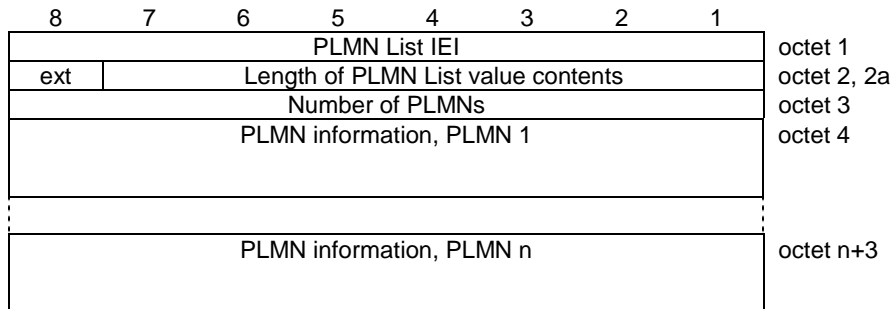 8 7 6 5 4 3 2 1
PLMN List IEI octet 1
ext Length of PLMN List value contents octet 2, 2a
Number of PLMNs octet 3
PLMN information, PLMN 1 octet 4
PLMN information, PLMN n octet n+3